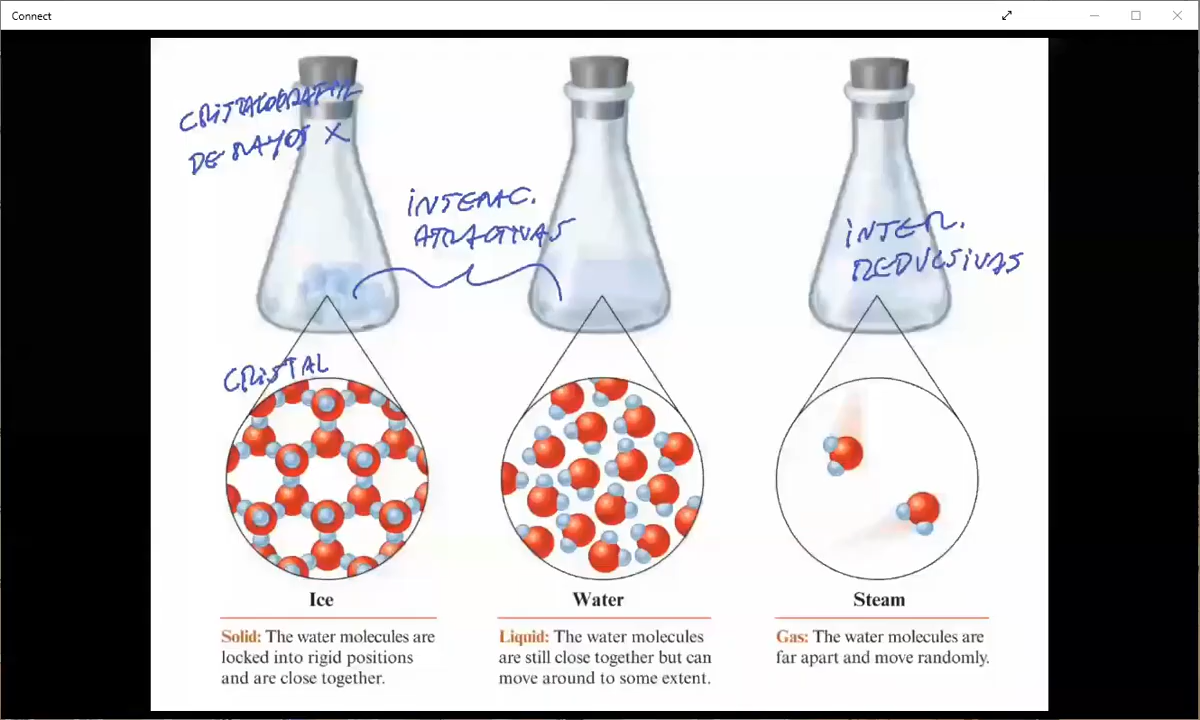 Connect
CRISTALOGRAFIA
DE RAYOS X
INTERAC.
ATRACTIVAS
INTER.
REPULSIVAS
CRISTAL
Ice
Solid: The water molecules are
locked into rigid positions
and are close together.
Water
Liquid: The water molecules
are still close together but can
move around to some extent.
Steam
Gas: The water molecules are
far apart and move randomly.